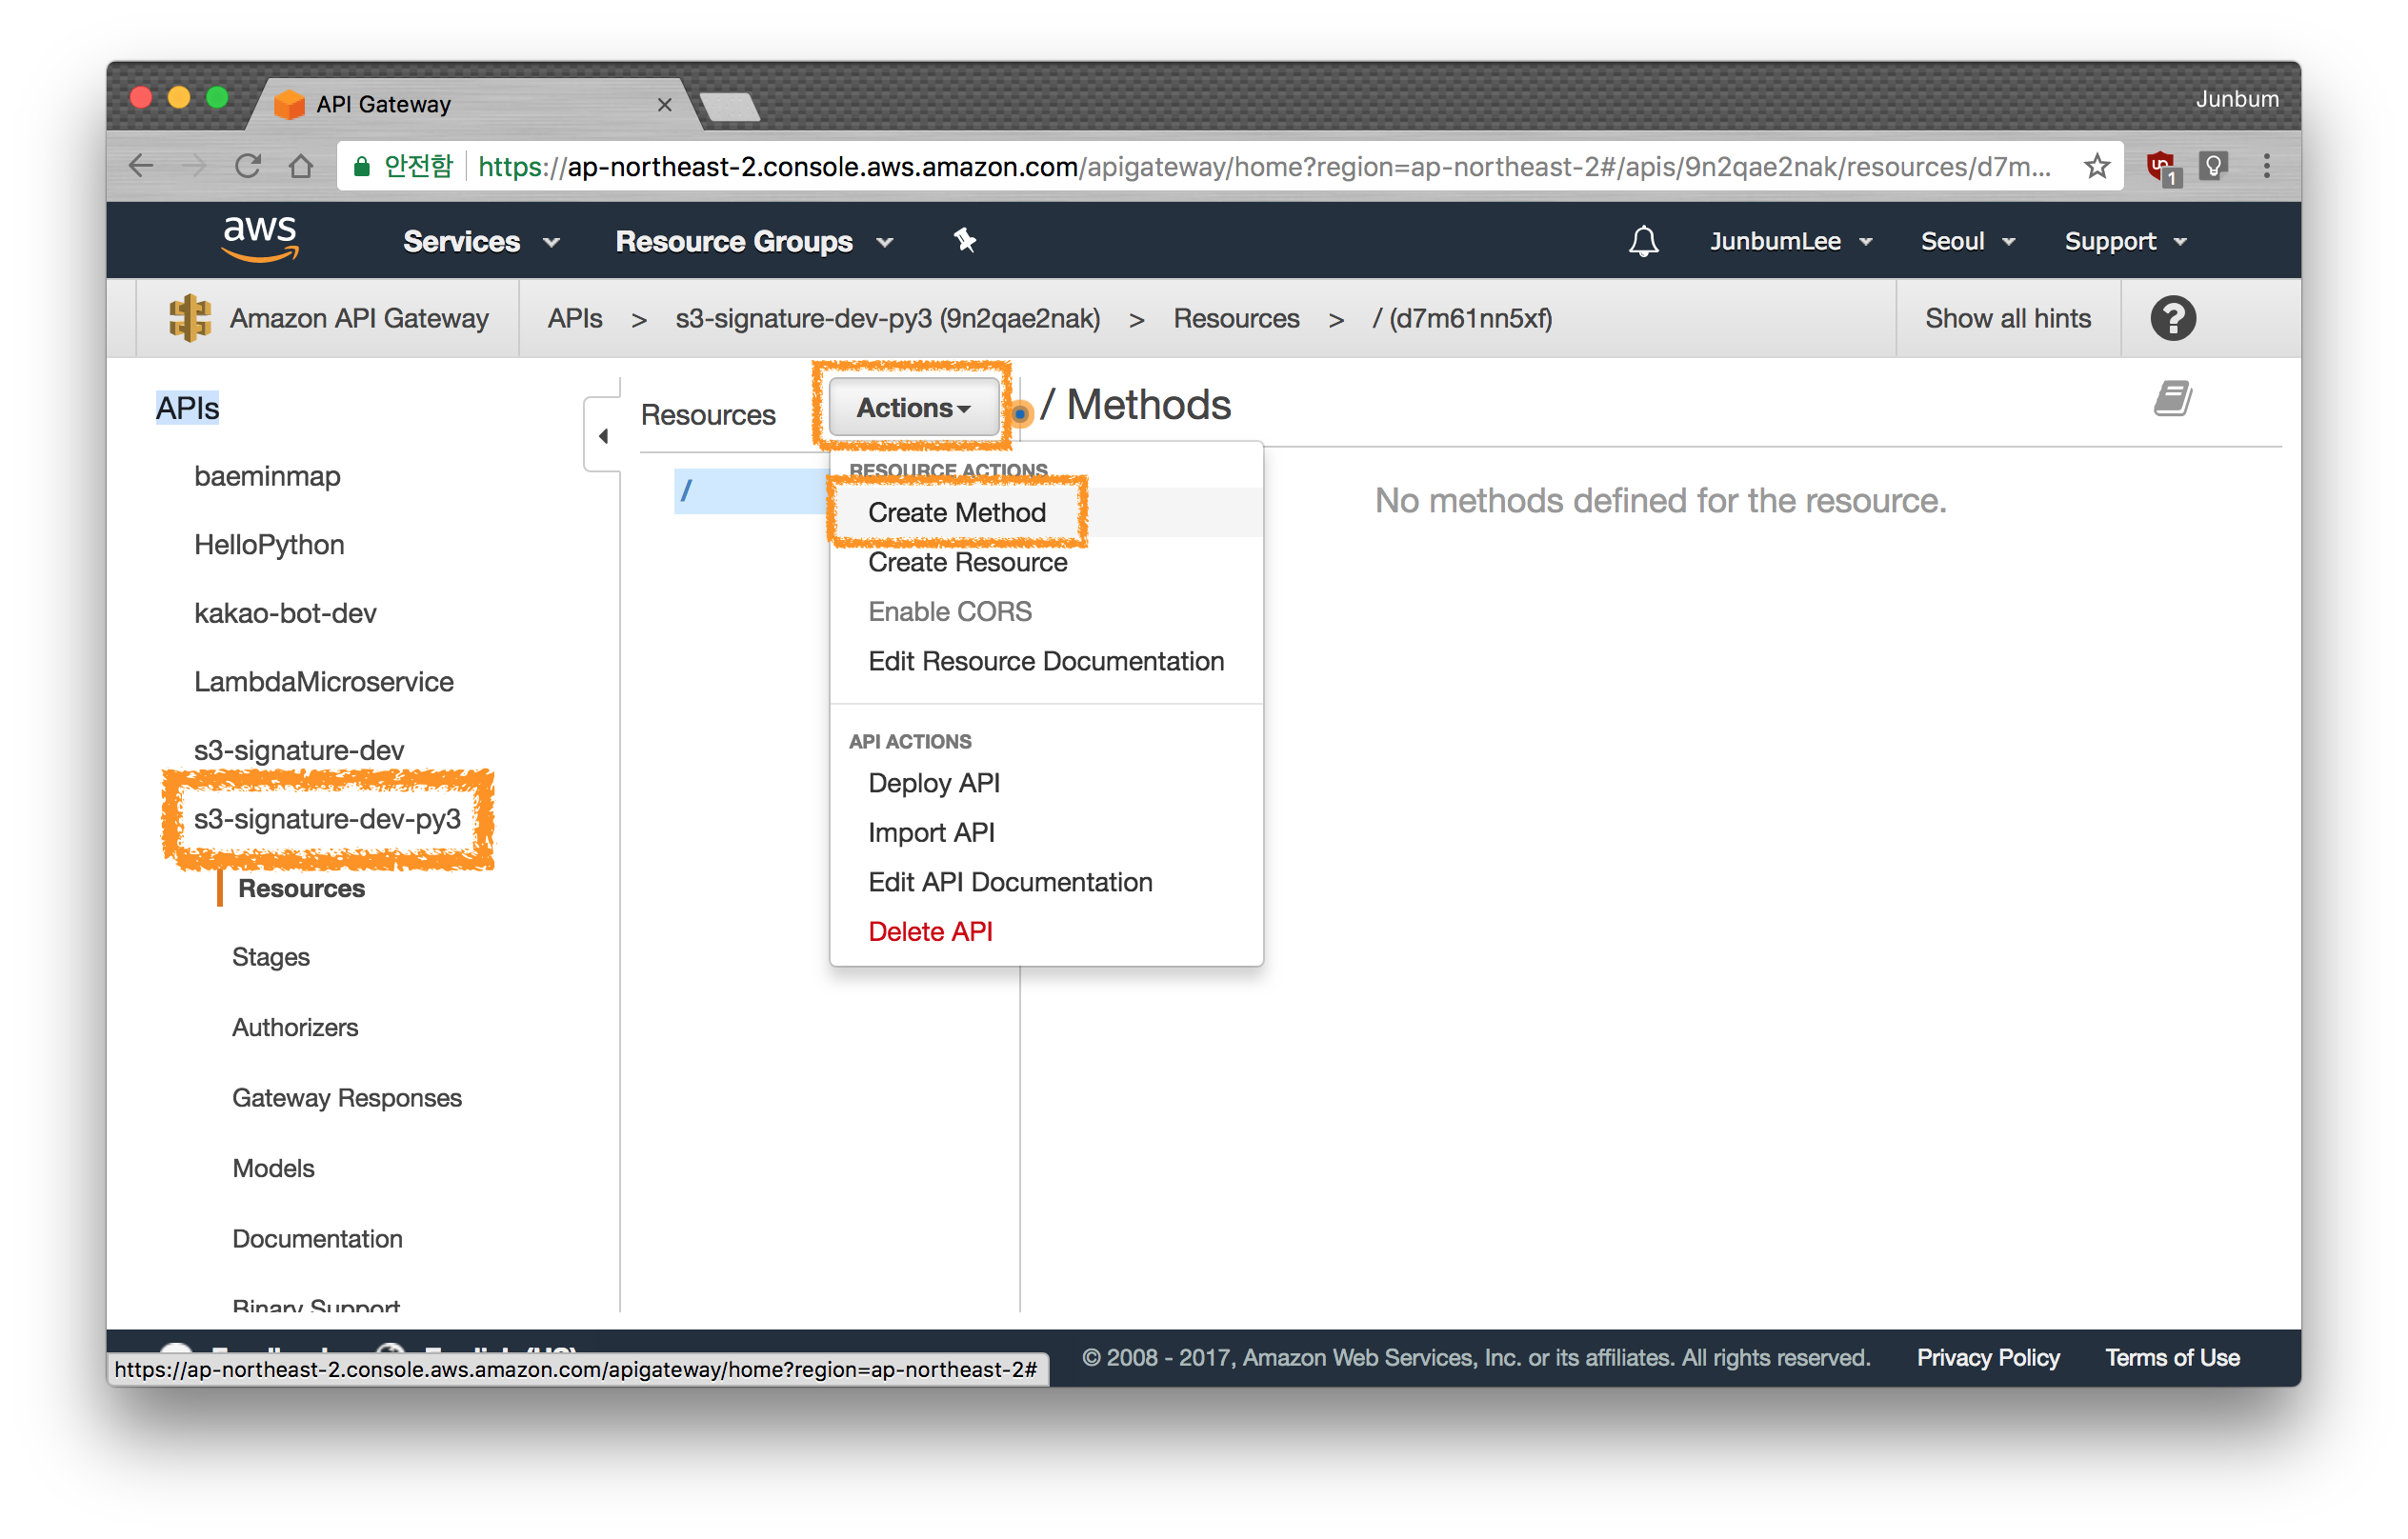 API Gateway
Junbum
안전함 https://ap-northeast-2.console.aws.amazon.com/apigateway/home?region=ap-northeast-2#/apis/9n2qae2nak/resources/d7m...
1
aws Services Resource Groups JunbumLee Seoul Support
Amazon API Gateway APIs > s3-signature-dev-py3 (9n2qae2nak) > Resources > / (d7m61nn5xf) Show all hints
APIs
baeminmap
HelloPython
kakao-bot-dev
LambdaMicroservice
s3-signature-dev
s3-signature-dev-py3
Resources
Stages
Authorizers
Gateway Responses
Models
Documentation
Binary Support
Resources
Actions
/
RESOURCE ACTIONS
Create Method
Create Resource
Enable CORS
Edit Resource Documentation
API ACTIONS
Deploy API
Import API
Edit API Documentation
Delete API
/ Methods
No methods defined for the resource.
Feedback English (US)
© 2008 - 2017, Amazon Web Services, Inc. or its affiliates. All rights reserved. Privacy Policy Terms of Use
https://ap-northeast-2.console.aws.amazon.com/apigateway/home?region=ap-northeast-2#